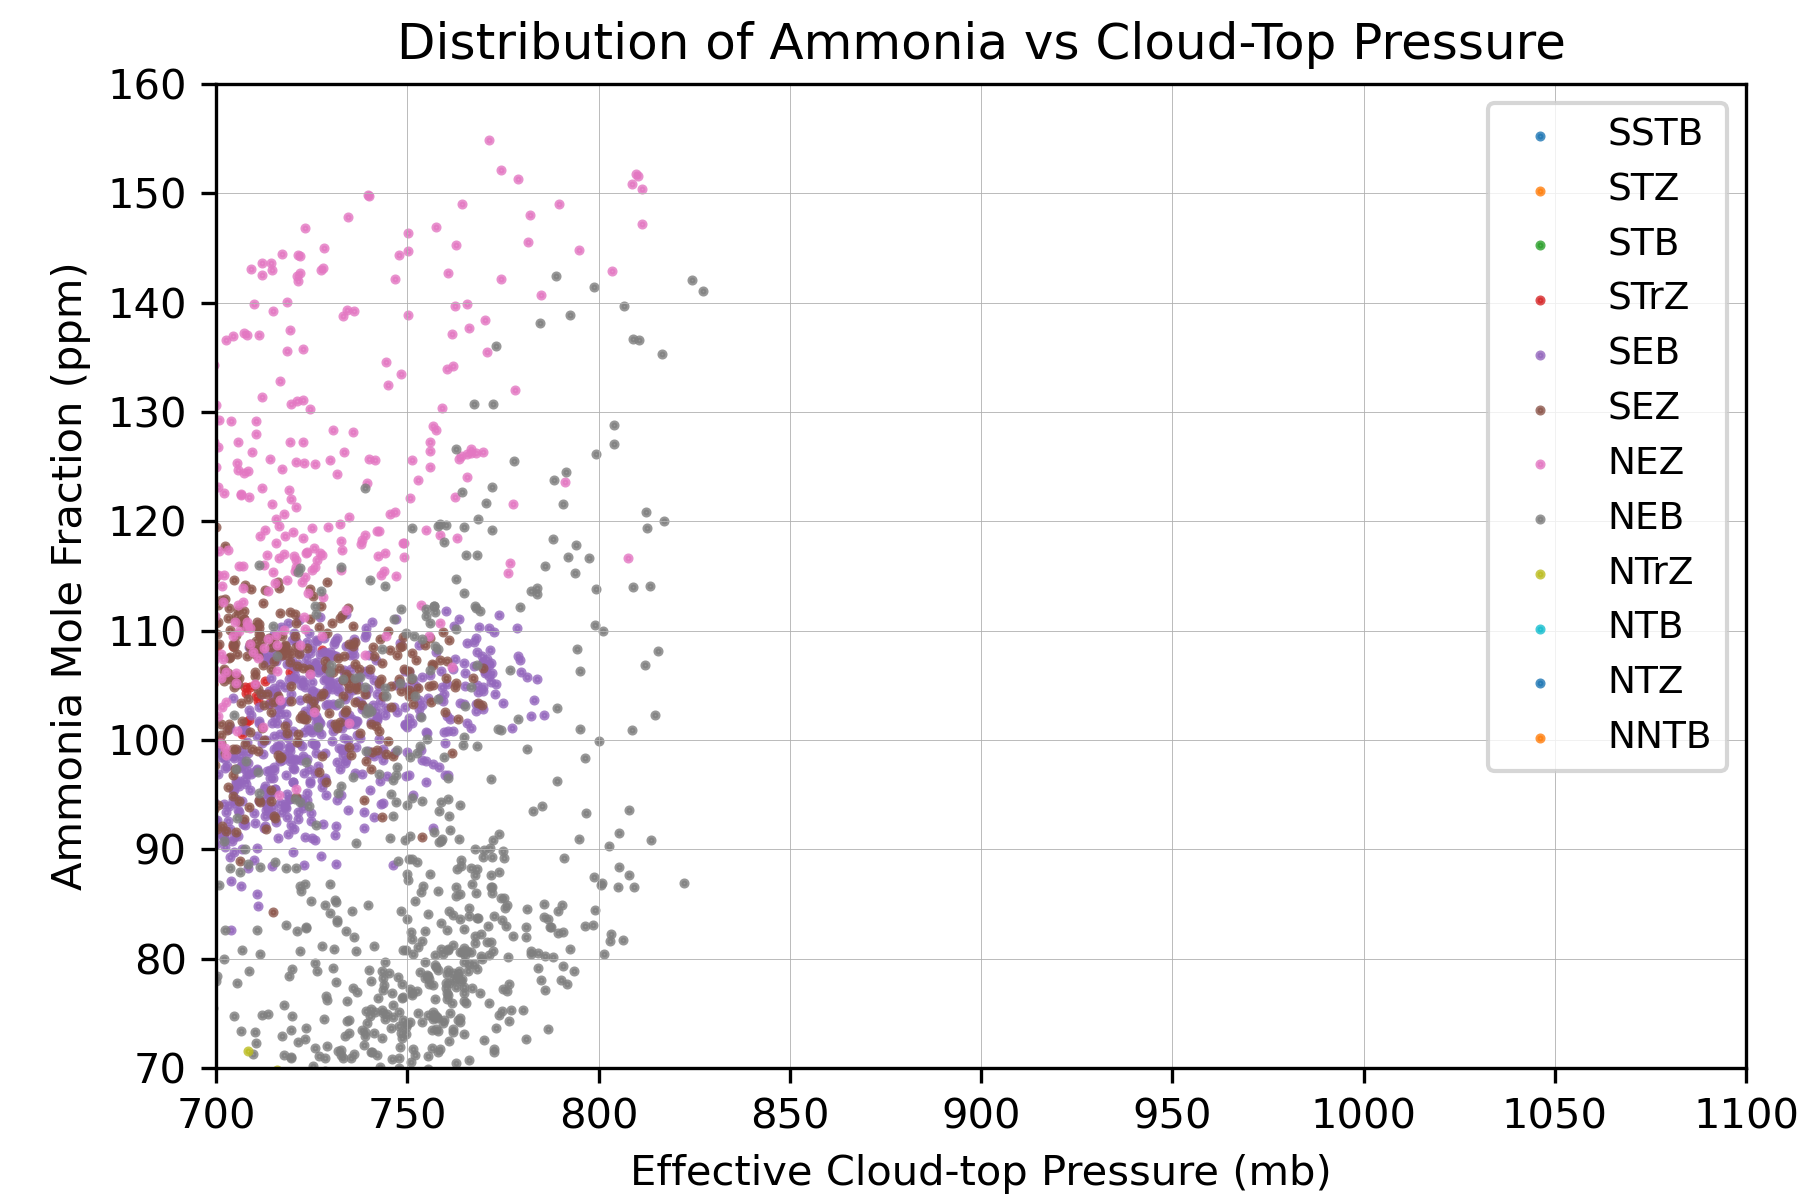 Distribution of Ammonia vs Cloud-Top Pressure
160
150
140
130
120
110
100
90
80
70
Ammonia Mole Fraction (ppm)
SSTB
STZ
STB
STrZ
SEB
SEZ
NEZ
NEB
NTrZ
NTB
NTZ
NNTB
700 750 800 850 900 950 1000 1050 1100
Effective Cloud-top Pressure (mb)